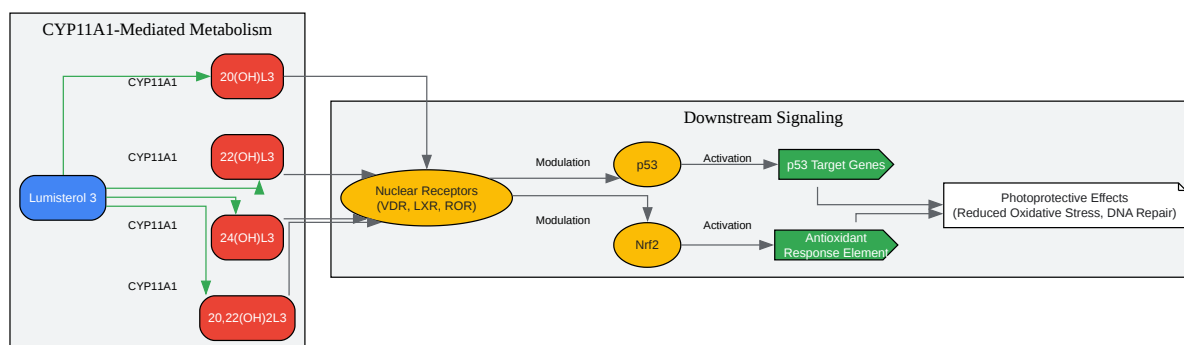 CYP11A1-Mediated Metabolism
CYP11A1
20(OH)L3
CYP11A1
22(OH)L3
Lumisterol 3
CYP11A1
24(OH)L3
CYP11A1
20,22(OH)2L3
Downstream Signaling
Nuclear Receptors
(VDR, LXR, ROR)
Modulation
p53
Activation
p53 Target Genes
Modulation
Nrf2
Activation
Antioxidant
Response Element
Photoprotective Effects
(Reduced Oxidative Stress, DNA Repair)